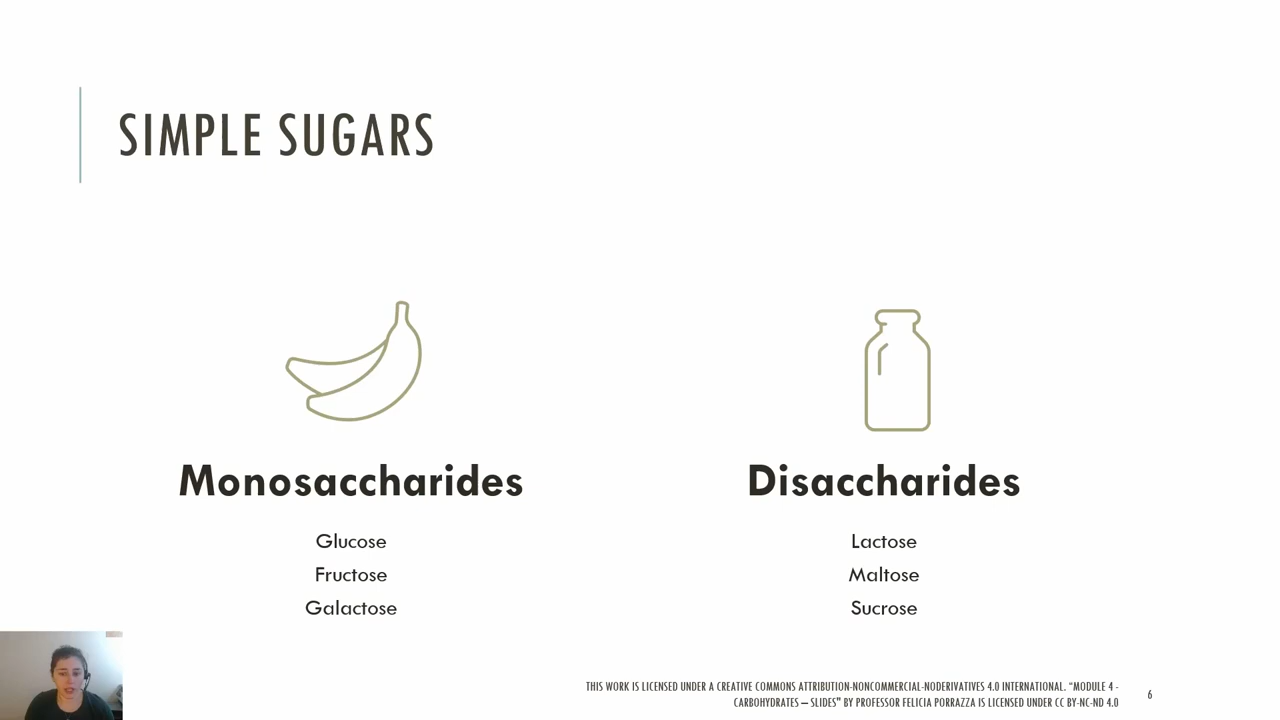 SIMPLE SUGARS
Monosaccharides
Glucose
Fructose
Galactose
Disaccharides
Lactose
Maltose
Sucrose
THIS WORK IS LICENSED UNDER A CREATIVE COMMONS ATTRIBUTION-NONCOMMERCIAL-NODERIVATIVES 4.0 INTERNATIONAL. “MODULE 4 -
CARBOHYDRATES – SLIDES” BY PROFESSOR FELICIA PORRAZZA IS LICENSED UNDER CC BY-NC-ND 4.0
6